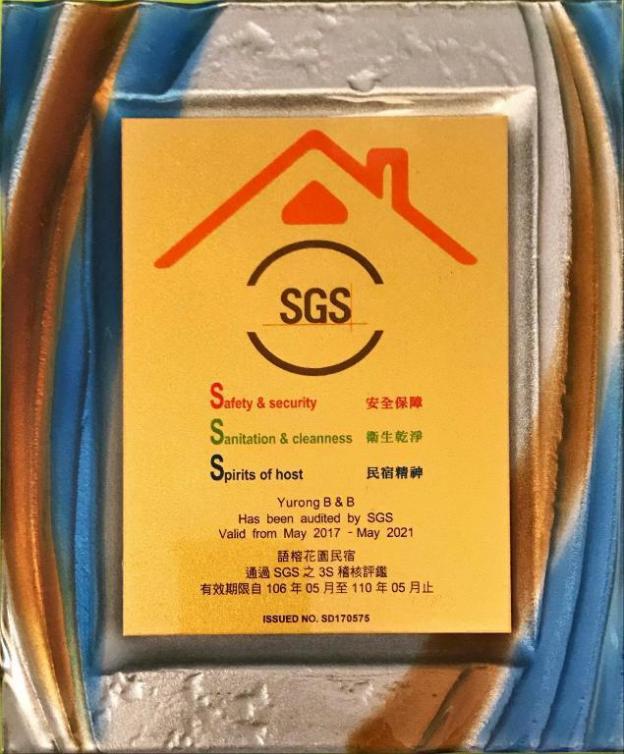 SGS
Safety & security 安全保障
Sanitation & cleanness 衛生乾淨
Spirits of host 民宿精神
Yurong B & B
Has been audited by SGS
Valid from May 2017 - May 2021
語榕花園民宿
通過 SGS 之 3S 稽核評鑑
有效期限自 106 年 05 月至 110 年 05 月止
ISSUED NO. SD170575